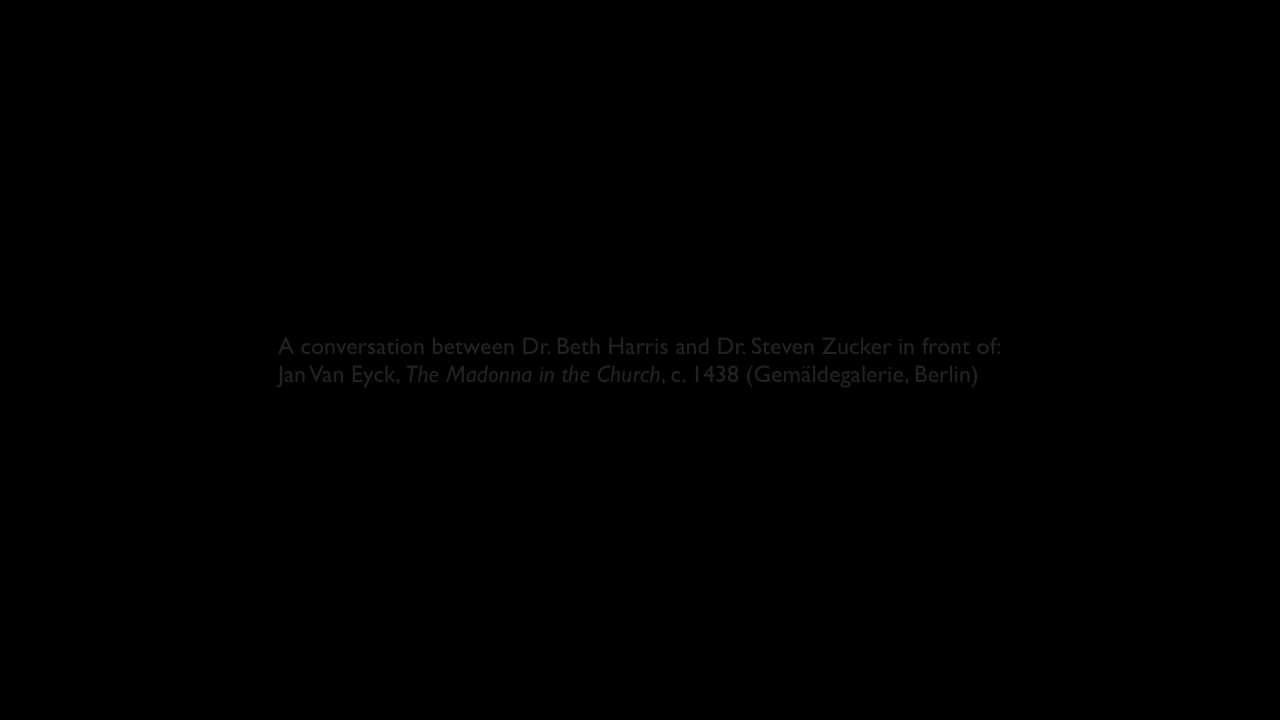 A conversation between Dr. Beth Harris and Dr. Steven Zucker in front of:
Jan Van Eyck, The Madonna in the Church, c. 1438 (Gemäldegalerie, Berlin)